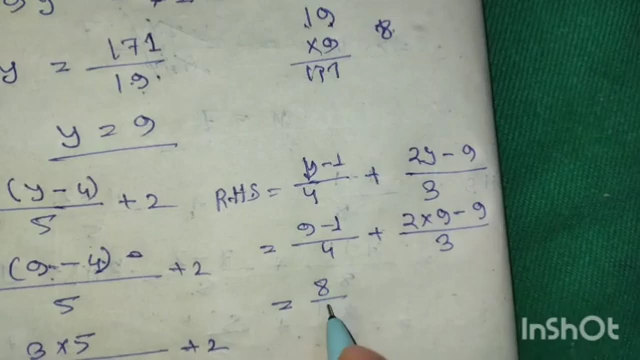 19
y = 171/19
×9
171
8
y = 9
(y-4)/5 + 2
RHS = y-1/4 + 2y-9/3
(9-4)/5 + 2
= 9-1/4 + 2×9-9/3
= 8/
3×5 + 2
InShOt